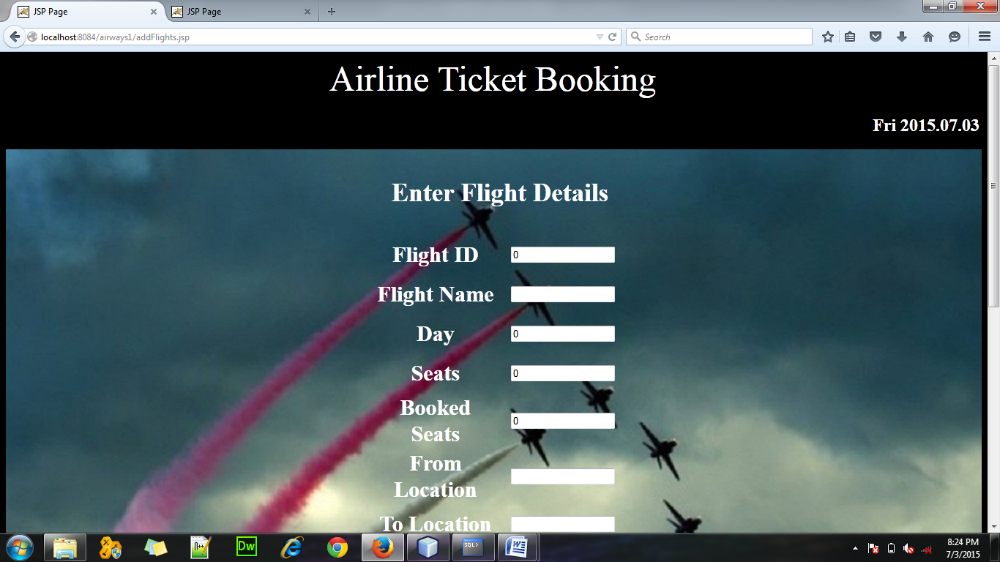 JSP Page
JSP Page
localhost:8084/airways1/addFlights.jsp
Search
Airline Ticket Booking
Fri 2015.07.03
Enter Flight Details
Flight ID 0
Flight Name
Day 0
Seats 0
Booked
Seats 0
From
Location
To Location
N++
Dw
SQL>
W
8:24 PM
7/3/2015